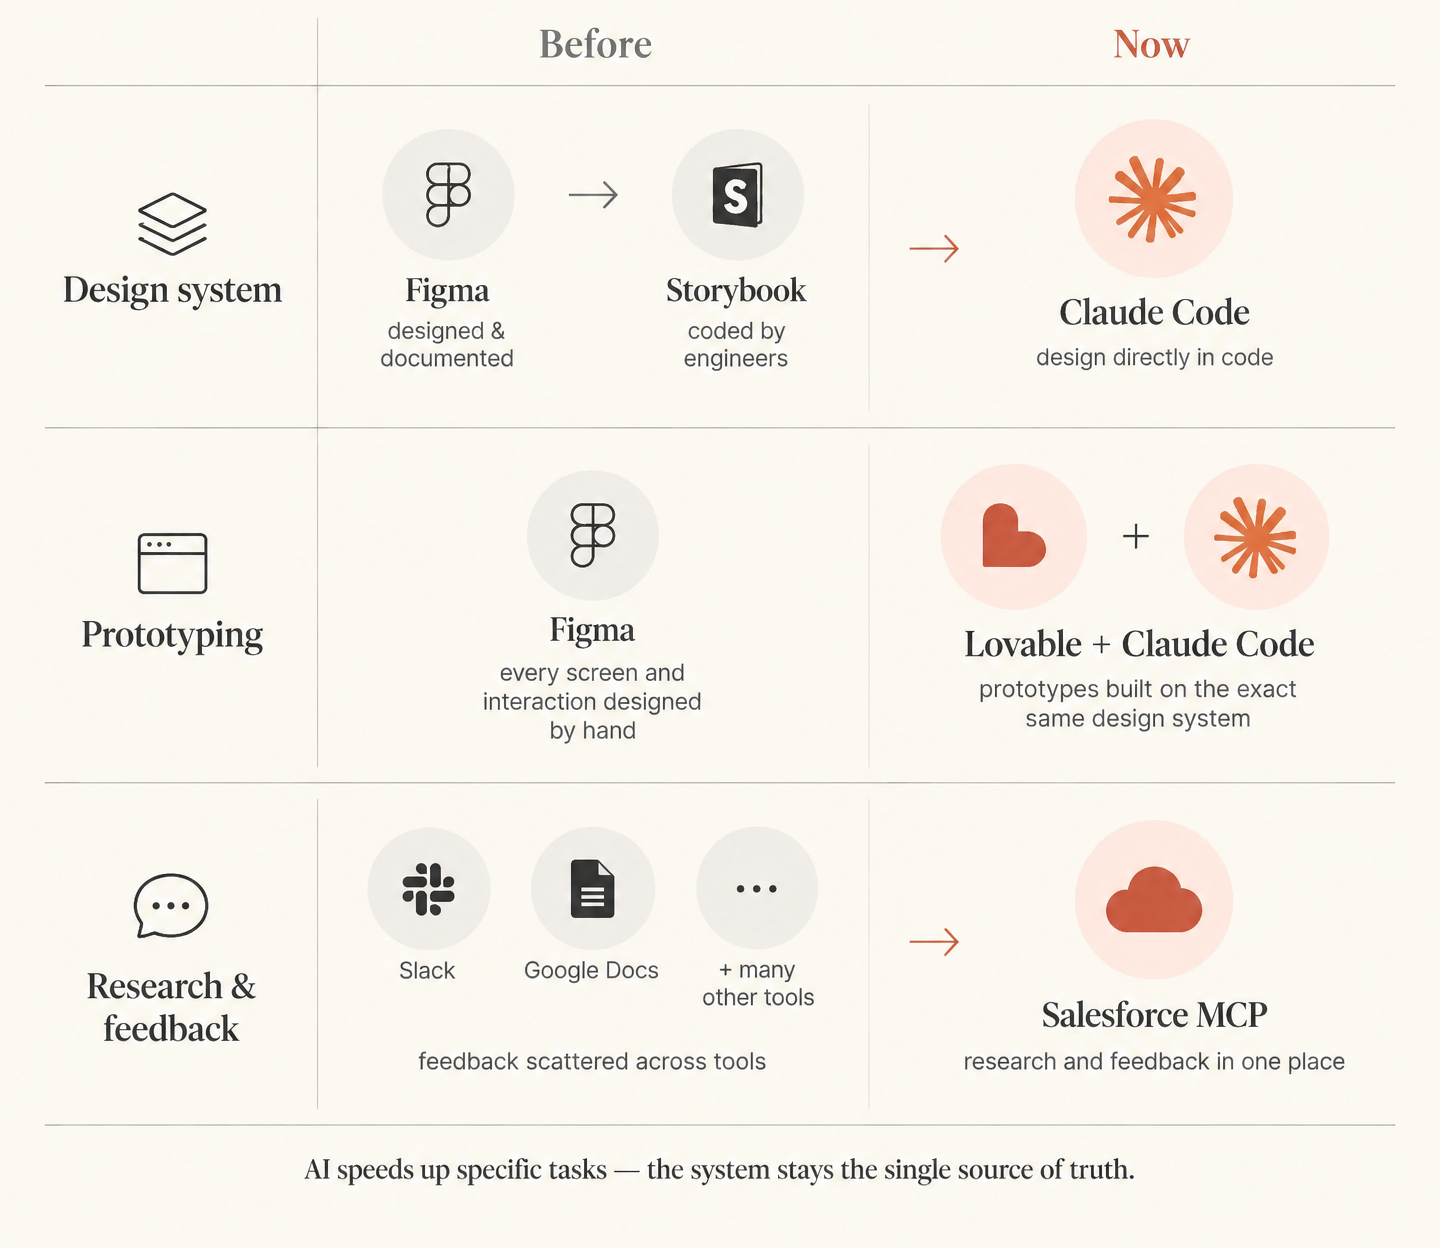 Before
Now
Design system
Figma
designed &
documented
Storybook
coded by
engineers
Claude Code
design directly in code
Prototyping
Figma
every screen and
interaction designed
by hand
+
Lovable + Claude Code
prototypes built on the exact
same design system
Research &
feedback
Slack
Google Docs
+ many
other tools
feedback scattered across tools
Salesforce MCP
research and feedback in one place
AI speeds up specific tasks — the system stays the single source of truth.